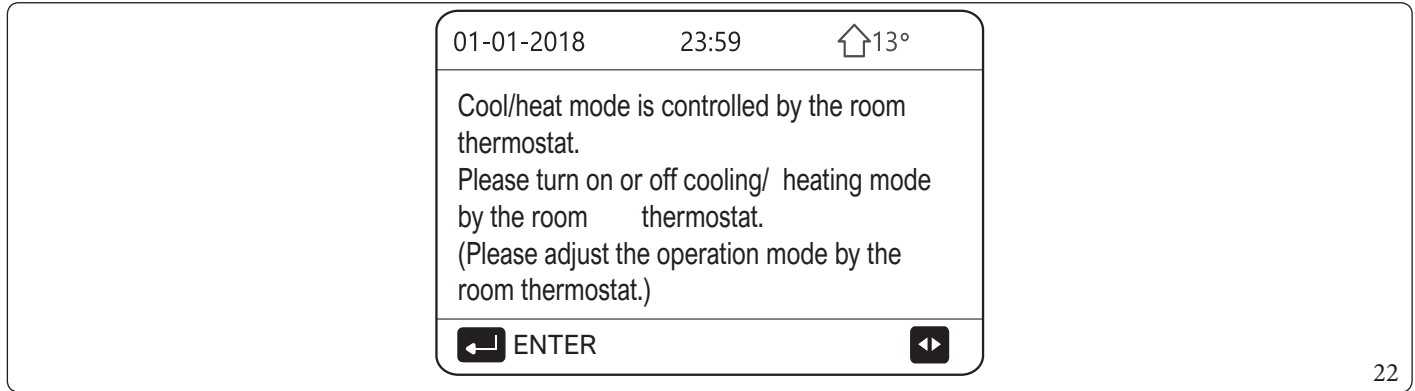 01-01-2018 23:59 13°
Cool/heat mode is controlled by the room
thermostat.
Please turn on or off cooling/ heating mode
by the room thermostat.
(Please adjust the operation mode by the
room thermostat.)
ENTER
22